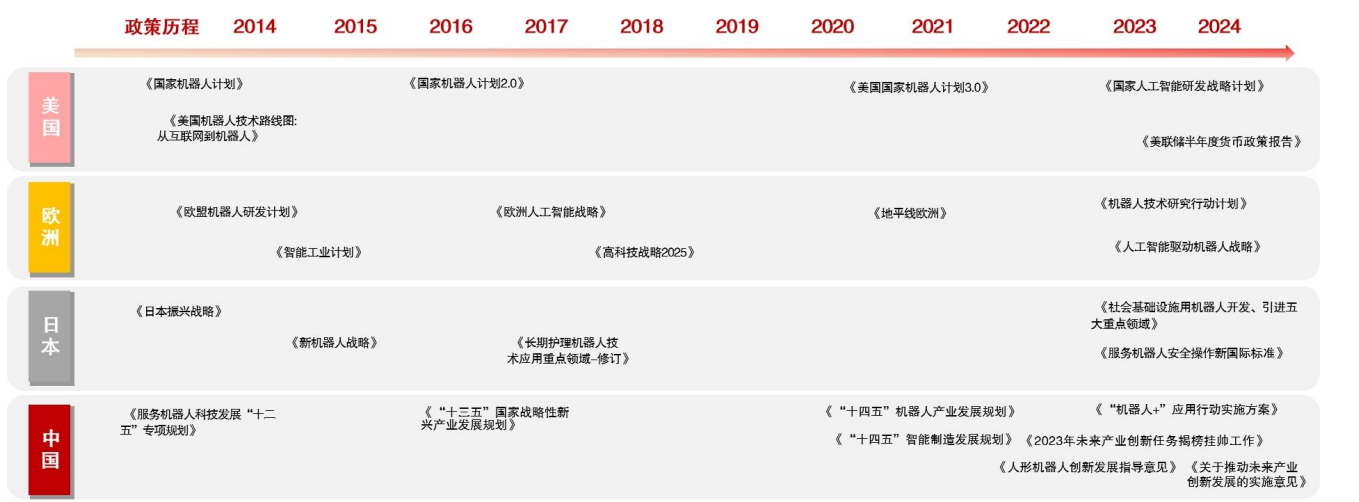 政策历程 2014 2015 2016 2017 2018 2019 2020 2021 2022 2023 2024
美国
《国家机器人计划》 《国家机器人计划2.0》 《美国国家机器人计划3.0》 《国家人工智能研发战略计划》
《美国机器人技术路线图:
从互联网到机器人》
《美联储半年度货币政策报告》
欧洲
《欧盟机器人研发计划》 《欧洲人工智能战略》 《地平线欧洲》 《机器人技术研究行动计划》
《智能工业计划》 《高科技战略2025》 《人工智能驱动机器人战略》
日本
《日本振兴战略》
《新机器人战略》
《长期护理机器人技
术应用重点领域–修订》
《社会基础设施用机器人开发、引进五
大重点领域》
《服务机器人安全操作新国际标准》
中国
《服务机器人科技发展“十二
五”专项规划》
《“十三五”国家战略性新
兴产业发展规划》
《“十四五”机器人产业发展规划》 《“机器人+”应用行动实施方案》
《“十四五”智能制造发展规划》 《2023年未来产业创新任务揭榜挂帅工作》
《人形机器人创新发展指导意见》 《关于推动未来产业
创新发展的实施意见》